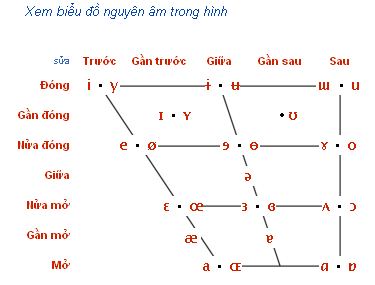 Xem biểu đồ nguyên âm trong hình
sửa Trước Gần trước Giữa Gần sau Sau
Đóng i • y ɨ • ʉ ɯ • u
Gần đóng ɪ • ʏ • ʊ
Nửa đóng e • ø ɘ • ɵ ɤ • o
Giữa ə
Nửa mở ɛ • œ ɜ • ɞ ʌ • ɔ
Gần mở æ ɐ
Mở a • ɶ ɑ • ɒ